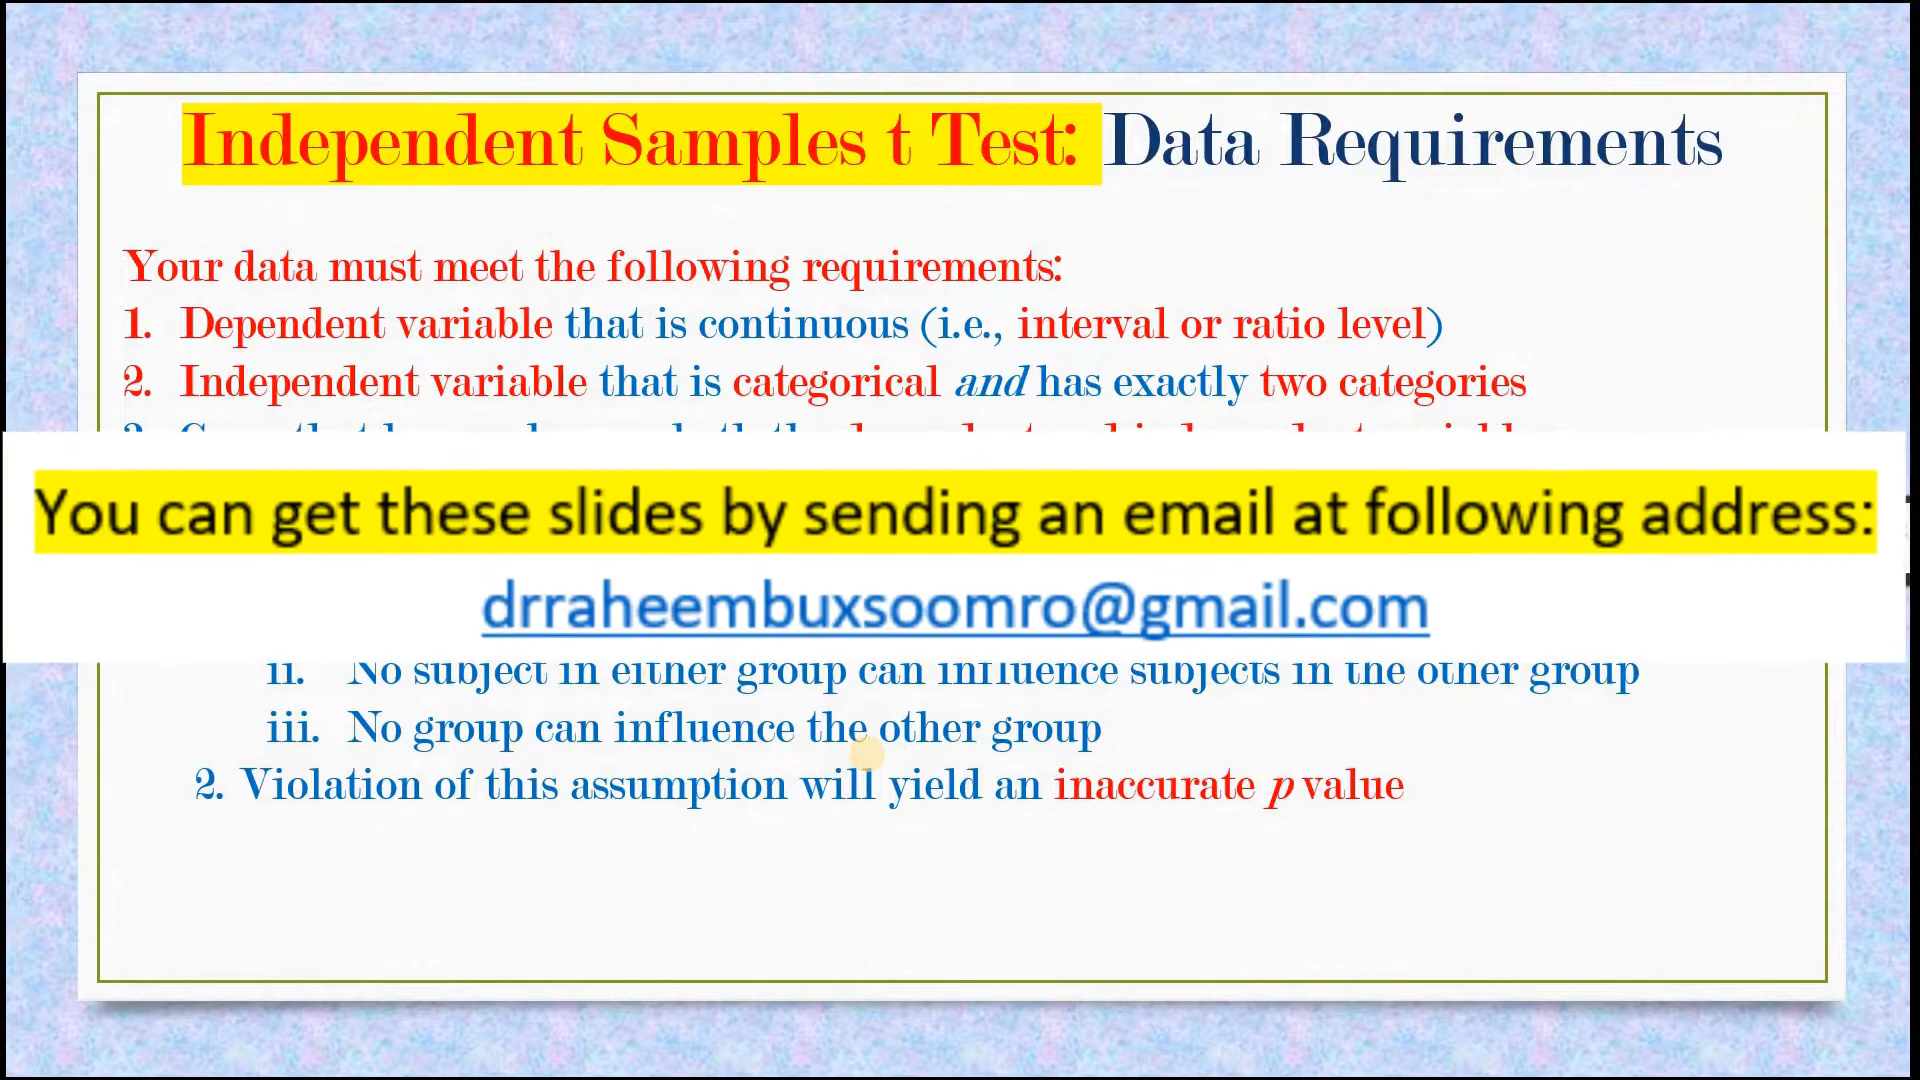 Independent Samples t Test: Data Requirements
Your data must meet the following requirements:
1. Dependent variable that is continuous (i.e., interval or ratio level)
2. Independent variable that is categorical and has exactly two categories
You can get these slides by sending an email at following address:
drraheembuxsoomro@gmail.com
ii. No subject in either group can influence subjects in the other group
iii. No group can influence the other group
2. Violation of this assumption will yield an inaccurate p value